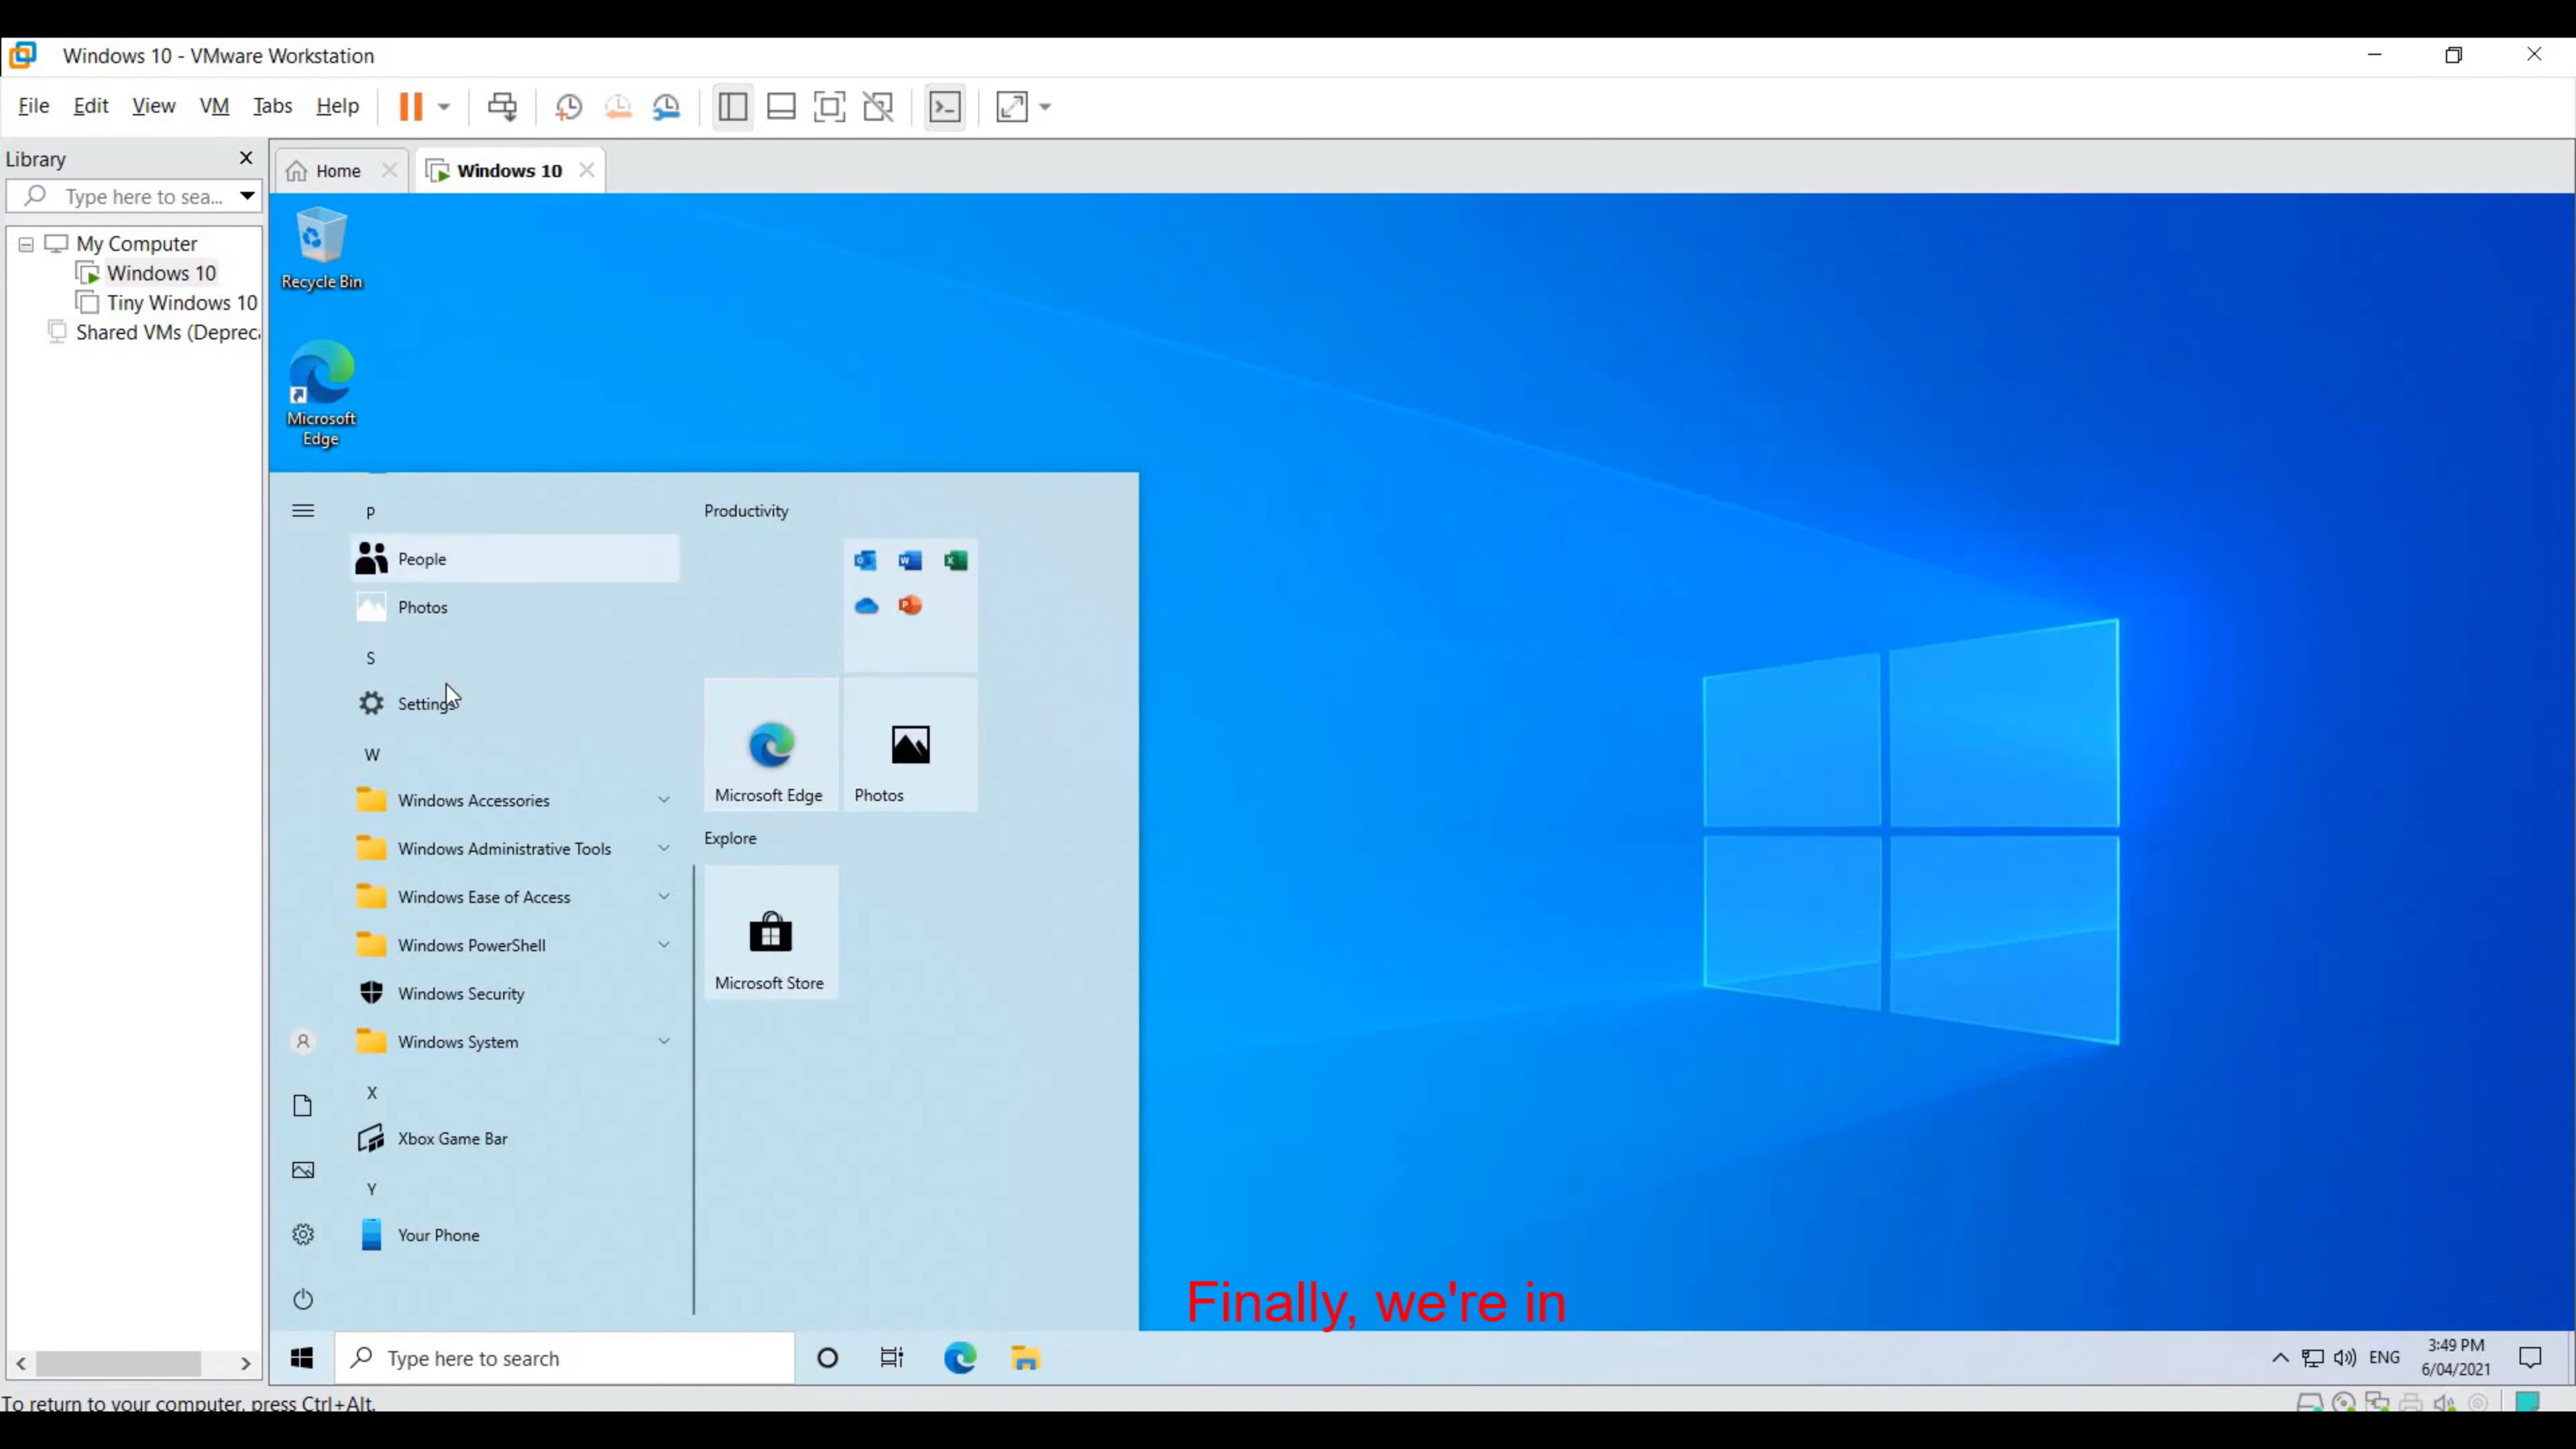 Windows 10 - VMware Workstation
File Edit View VM Tabs Help
Library
Home
Windows 10
Type here to sea...
My Computer
Windows 10
Tiny Windows 10
Shared VMs (Depreca
Recycle Bin
Microsoft
Edge
P
People
Photos
S
Settings
W
Windows Accessories
Windows Administrative Tools
Windows Ease of Access
Windows PowerShell
Windows Security
Windows System
X
Xbox Game Bar
Y
Your Phone
Productivity
Microsoft Edge
Photos
Explore
Microsoft Store
Finally, we're in
Type here to search
ENG
3:49 PM
6/04/2021
To return to your computer, press Ctrl+Alt.